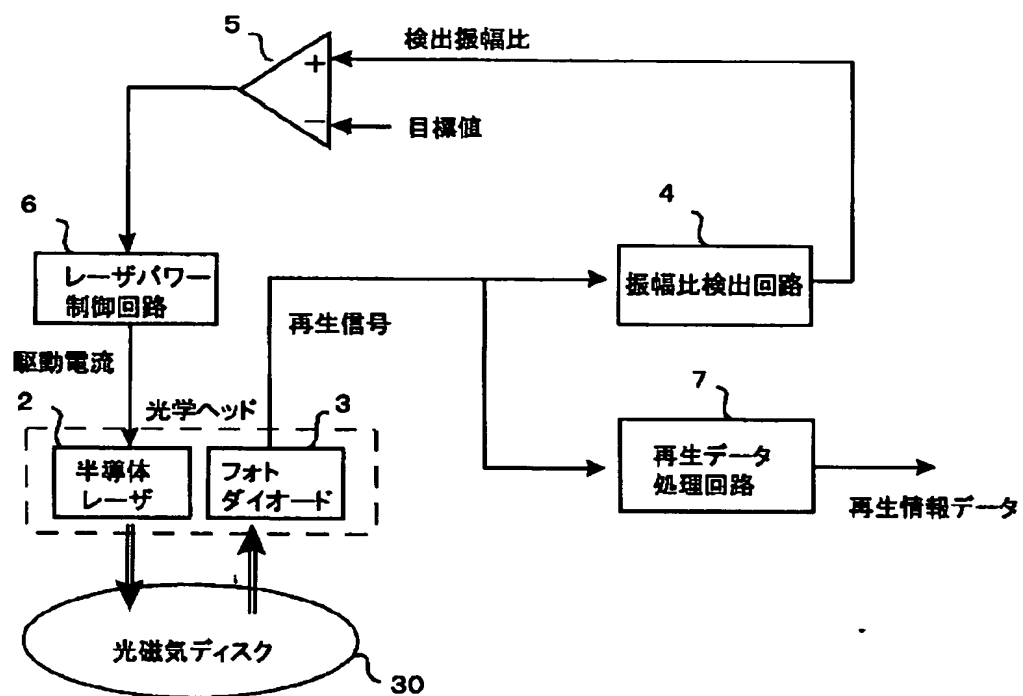 5
検出振幅比
+
−
目標値
6
4
レーザパワー
制御回路
振幅比検出回路
再生信号
駆動電流
7
2
光学ヘッド
3
半導体
レーザ
フォト
ダイオード
再生データ
処理回路
再生情報データ
光磁気ディスク
30